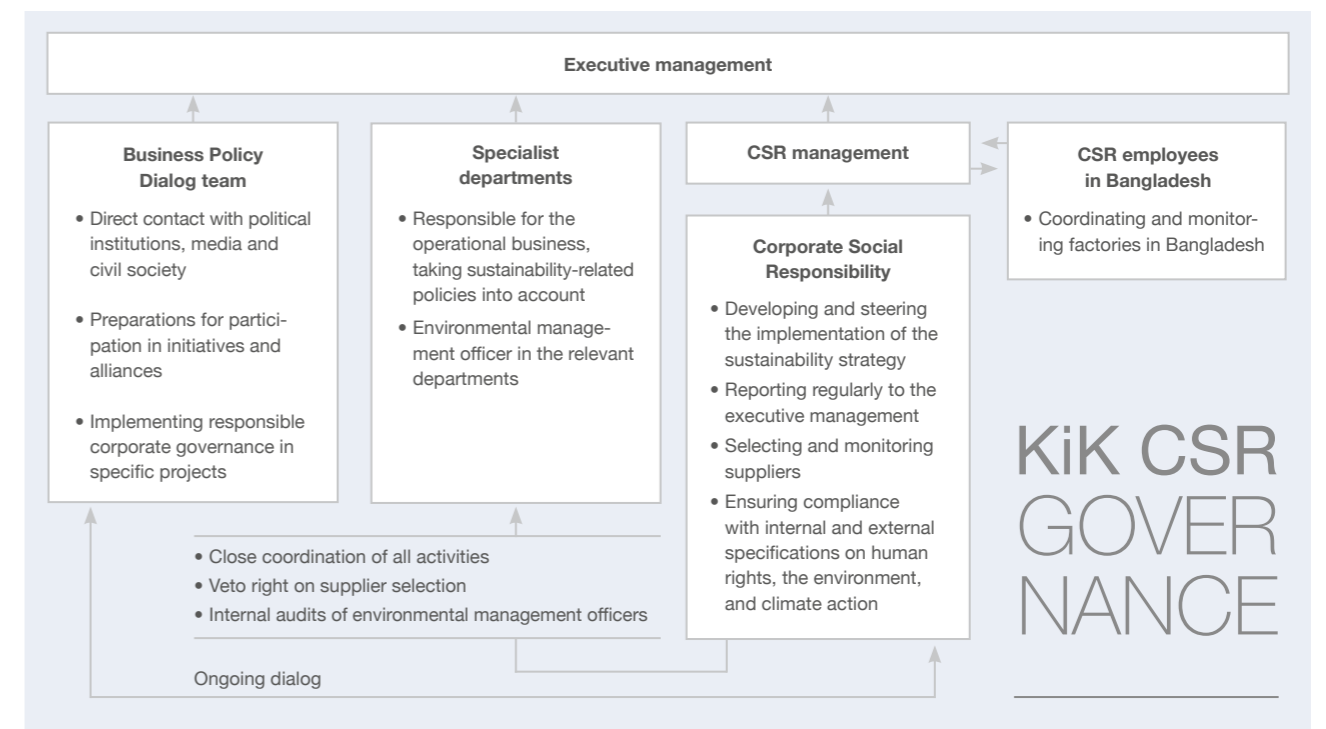 Executive management
Business Policy
Dialog team
• Direct contact with political
institutions, media and
civil society
• Preparations for partici-
pation in initiatives and
alliances
• Implementing responsible
corporate governance in
specific projects
Specialist
departments
• Responsible for the
operational business,
taking sustainability-related
policies into account
• Environmental manage-
ment officer in the relevant
departments
CSR management
Corporate Social
Responsibility
• Developing and steering
the implementation of the
sustainability strategy
• Reporting regularly to the
executive management
• Selecting and monitoring
suppliers
• Ensuring compliance
with internal and external
specifications on human
rights, the environment,
and climate action
CSR employees
in Bangladesh
• Coordinating and monitor-
ing factories in Bangladesh
• Close coordination of all activities
• Veto right on supplier selection
• Internal audits of environmental management officers
Ongoing dialog
KiK CSR
GOVER
NANCE